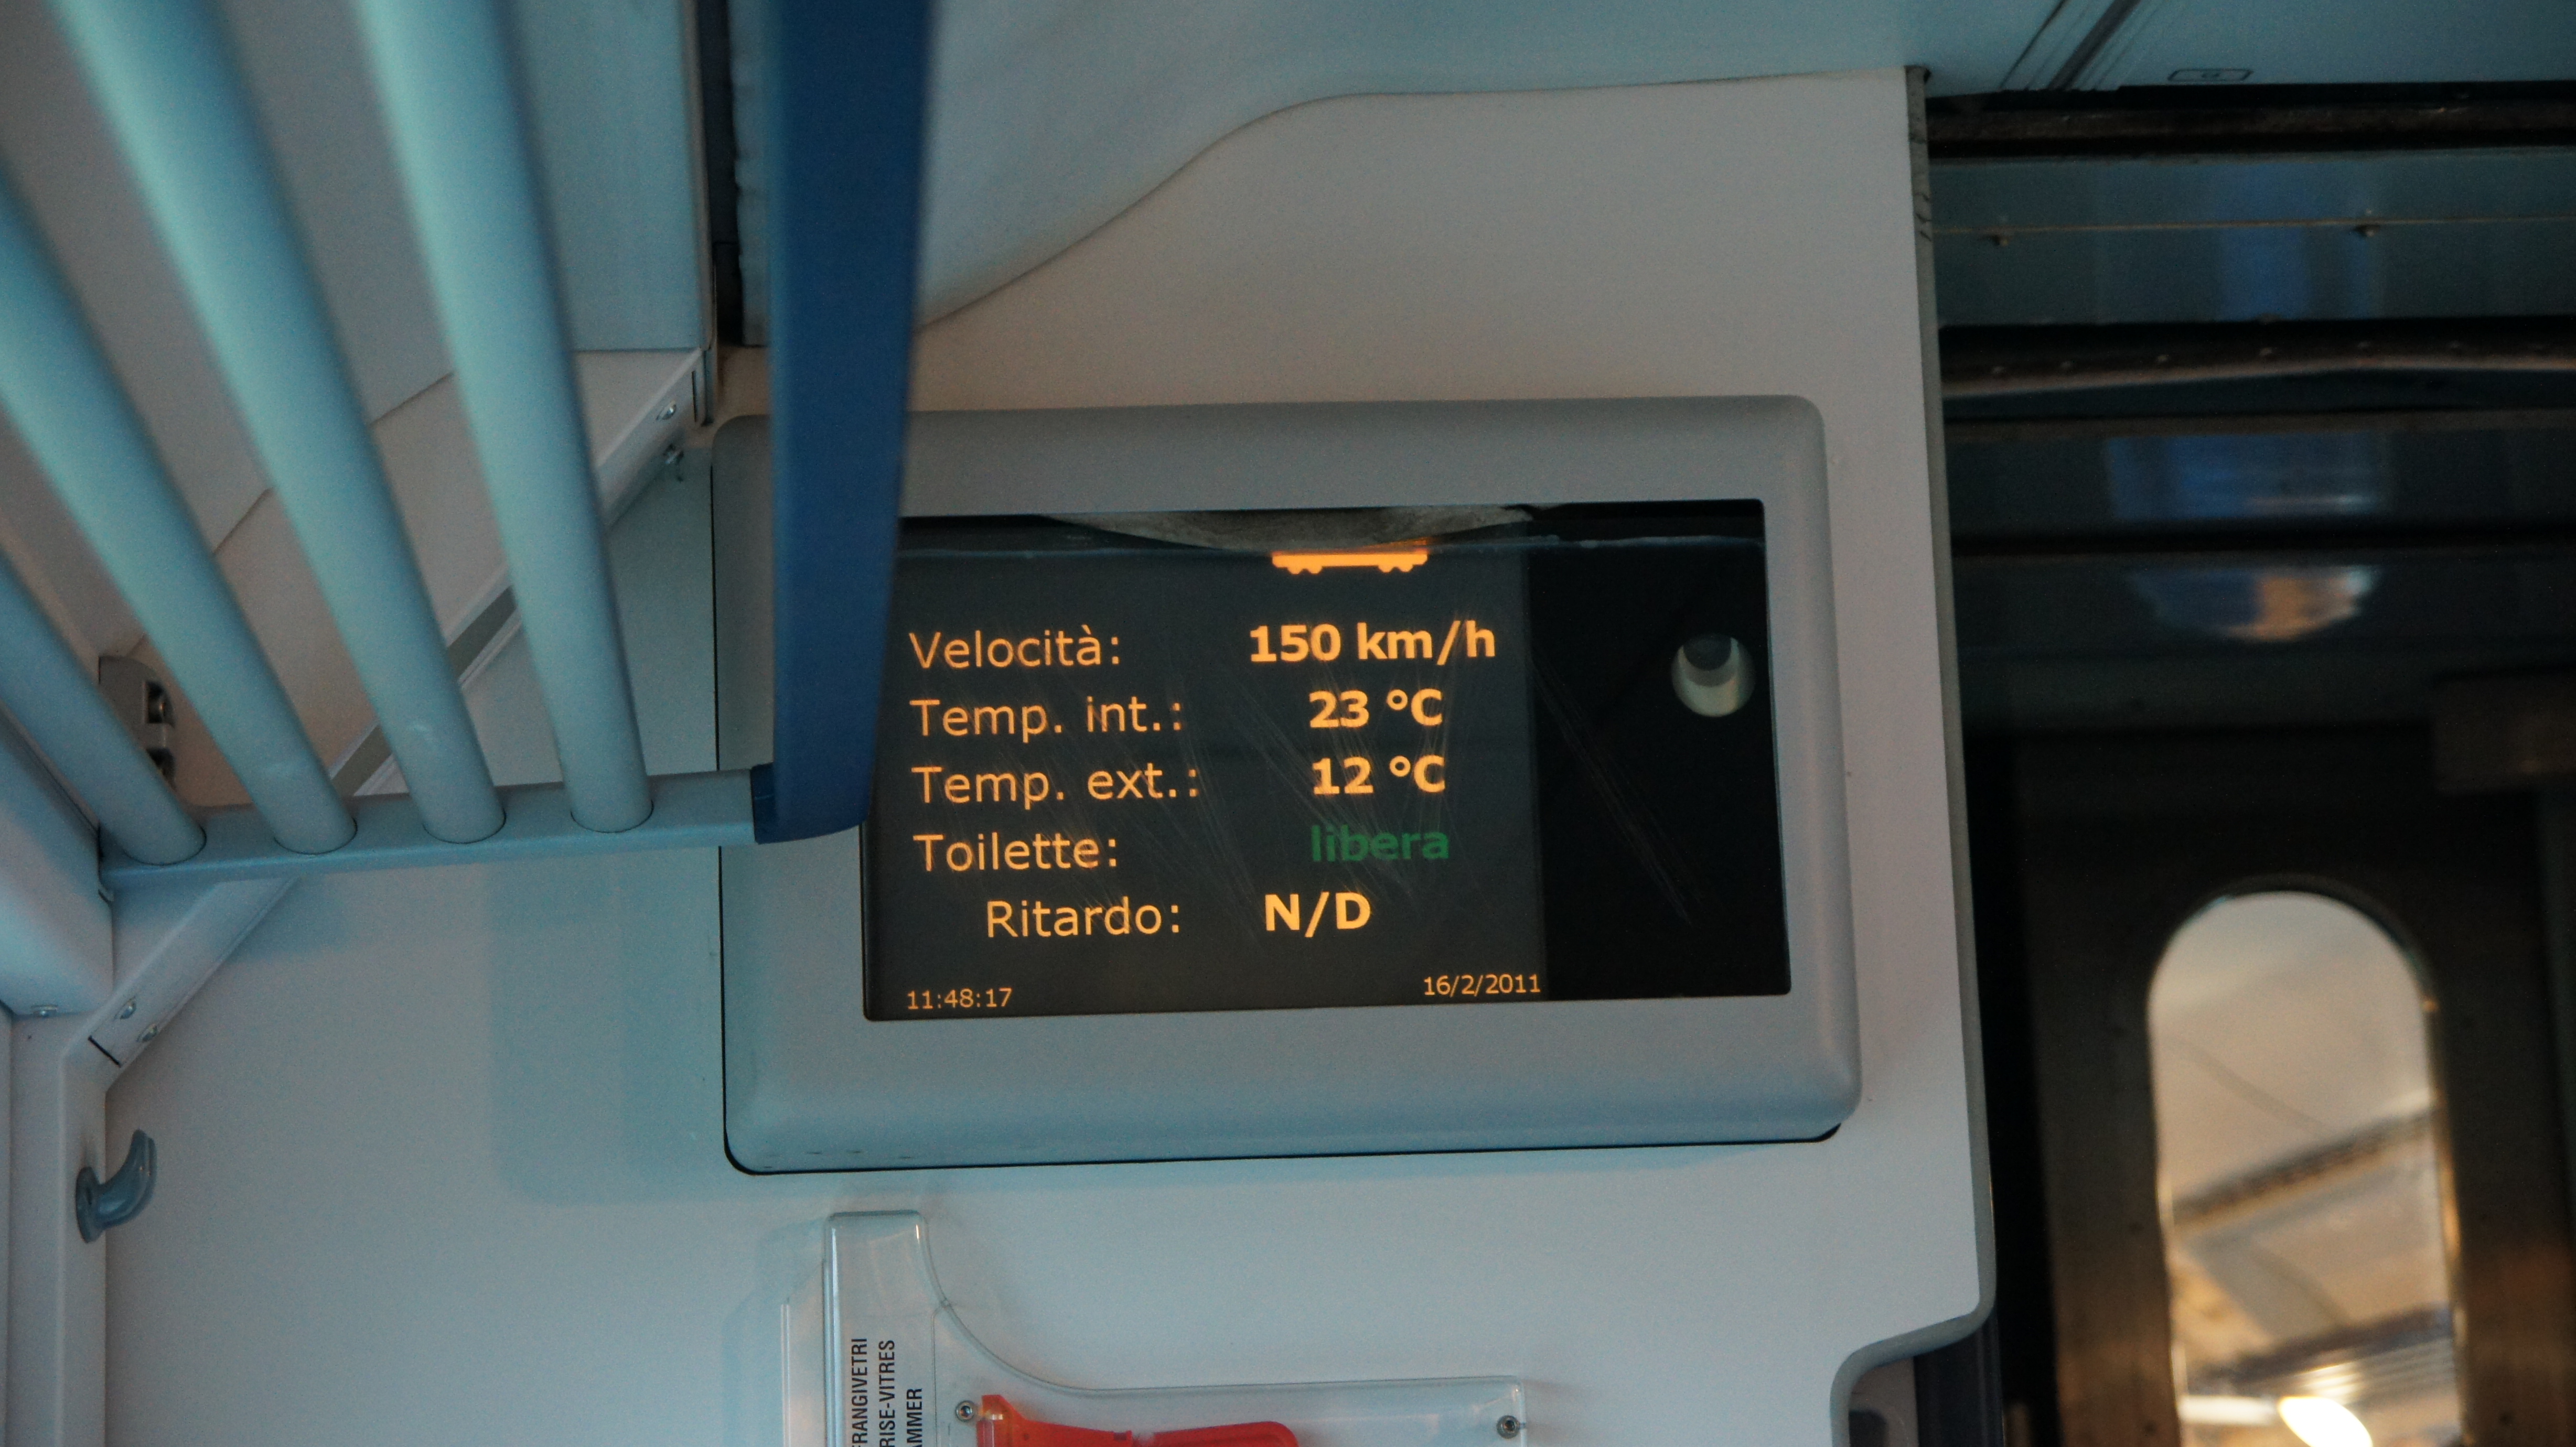 Velocità: 150 km/h
Temp. int.: 23 °C
Temp. ext.: 12 °C
Toilette: libera
Ritardo: N/D
11:48:17 16/2/2011
FRANGIVETRI
RISE-VITRES
AMMER